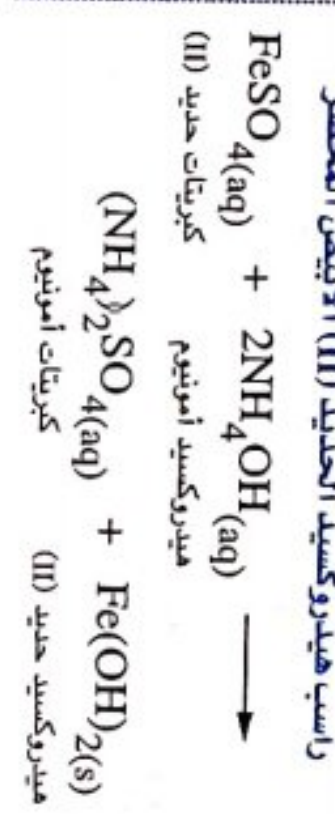 راسب هيدروكسيد الحديد (II) الأبيض المخضر
FeSO₄(aq) + 2NH₄OH(aq) ⟶
كبريتات حديد (II) هيدروكسيد أمونيوم
(NH₄)₂SO₄(aq) + Fe(OH)₂(s)
كبريتات أمونيوم هيدروكسيد حديد (II)